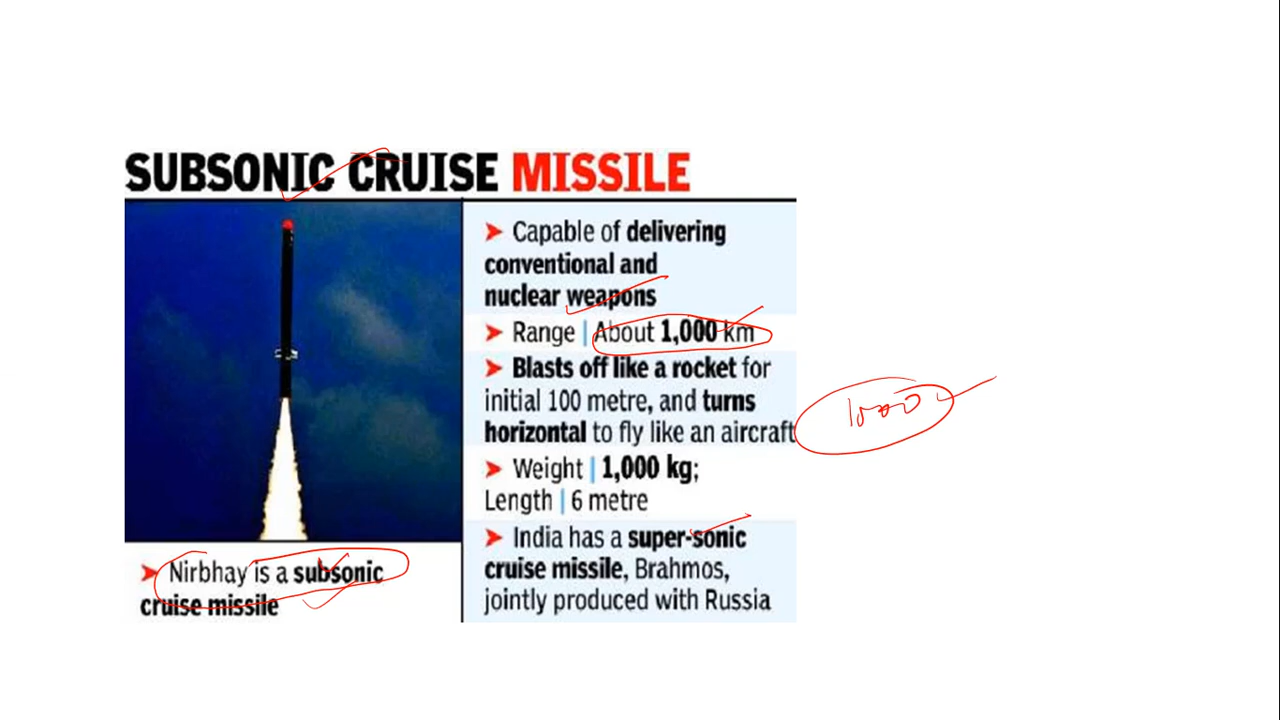 SUBSONIC CRUISE MISSILE
➤ Nirbhay is a subsonic
cruise missile
➤ Capable of delivering
conventional and
nuclear weapons
➤ Range | About 1,000 km
➤ Blasts off like a rocket for
initial 100 metre, and turns
horizontal to fly like an aircraft
➤ Weight | 1,000 kg;
Length | 6 metre
➤ India has a super-sonic
cruise missile, Brahmos,
jointly produced with Russia
1000